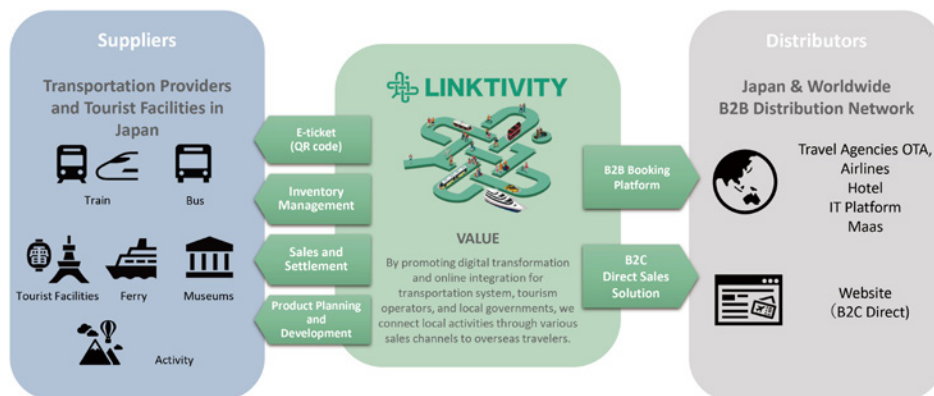 Suppliers
Transportation Providers
and Tourist Facilities in
Japan
Train
Bus
Tourist Facilities
Ferry
Museums
Activity
E-ticket
(QR code)
Inventory
Management
Sales and
Settlement
Product Planning
and
Development
LINKTIVITY
VALUE
By promoting digital transformation
and online integration for
transportation system, tourism
operators, and local governments, we
connect local activities through various
sales channels to overseas travelers.
B2B Booking
Platform
B2C
Direct Sales
Solution
Distributors
Japan & Worldwide
B2B Distribution Network
Travel Agencies OTA,
Airlines
Hotel
IT Platform
Maas
Website
（B2C Direct)